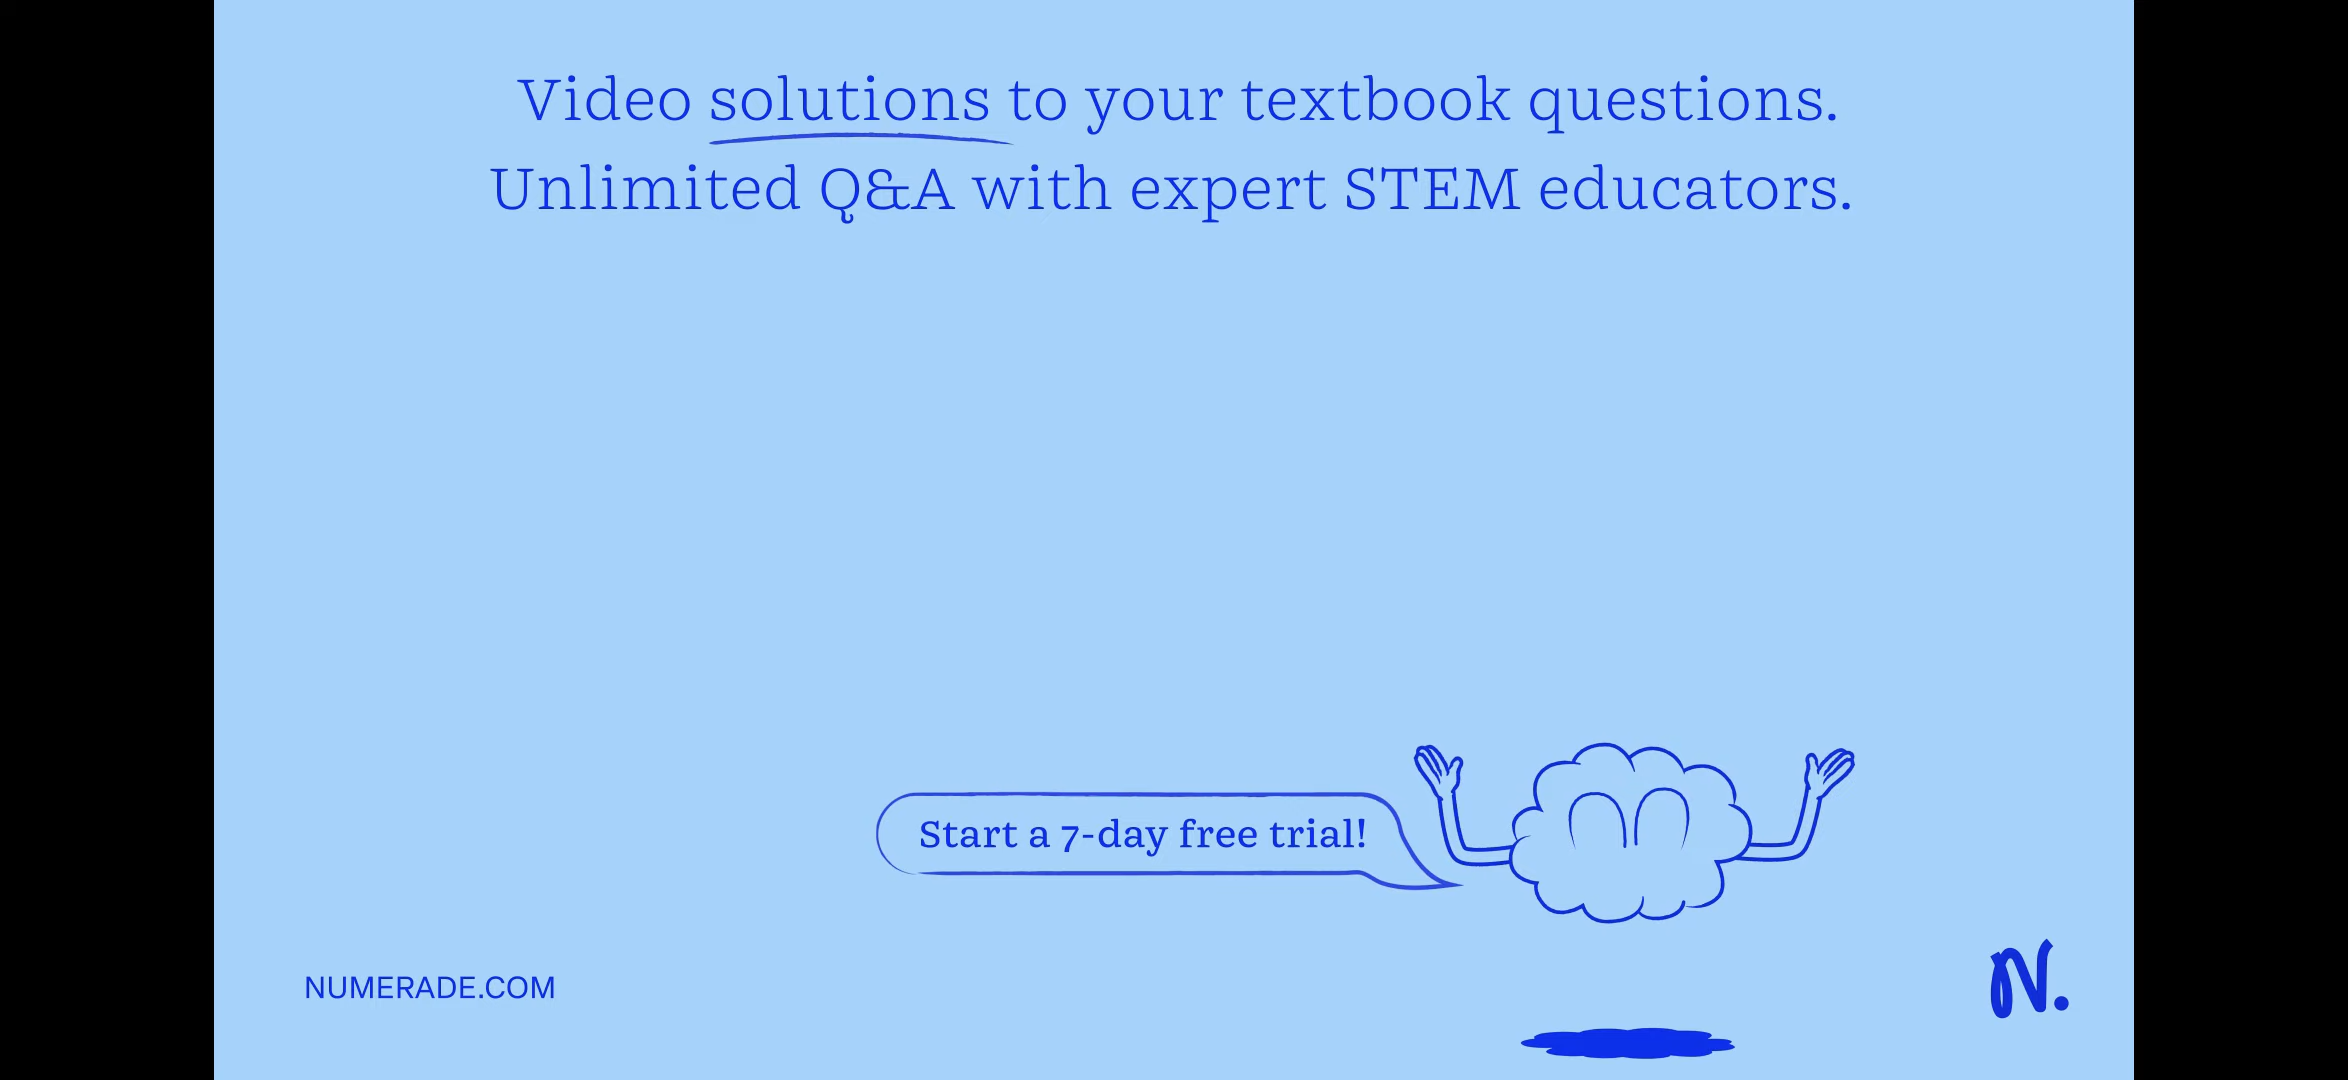 Video solutions to your textbook questions.
Unlimited Q&A with expert STEM educators.
Start a 7-day free trial!
NUMERADE.COM
N.